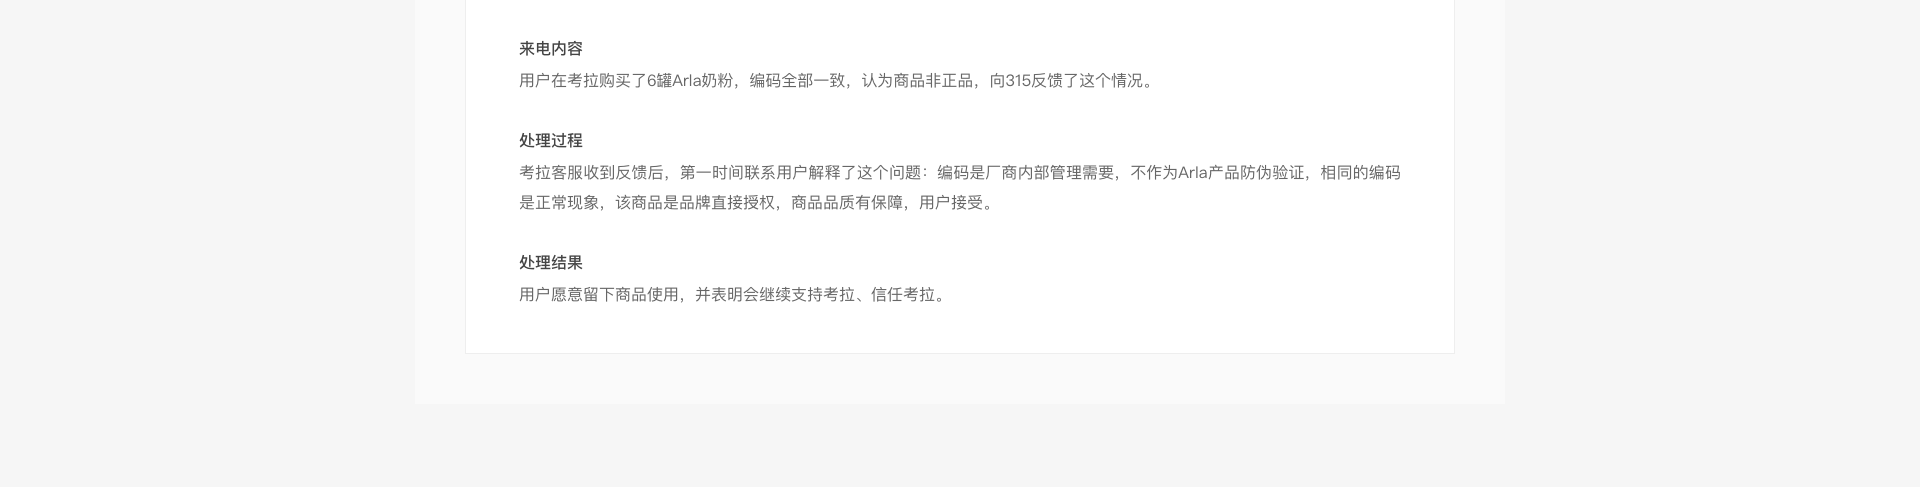 来电内容
用户在考拉购买了6罐Arla奶粉，编码全部一致，认为商品非正品，向315反馈了这个情况。
处理过程
考拉客服收到反馈后，第一时间联系用户解释了这个问题：编码是厂商内部管理需要，不作为Arla产品防伪验证，相同的编码
是正常现象，该商品是品牌直接授权，商品品质有保障，用户接受。
处理结果
用户愿意留下商品使用，并表明会继续支持考拉、信任考拉。